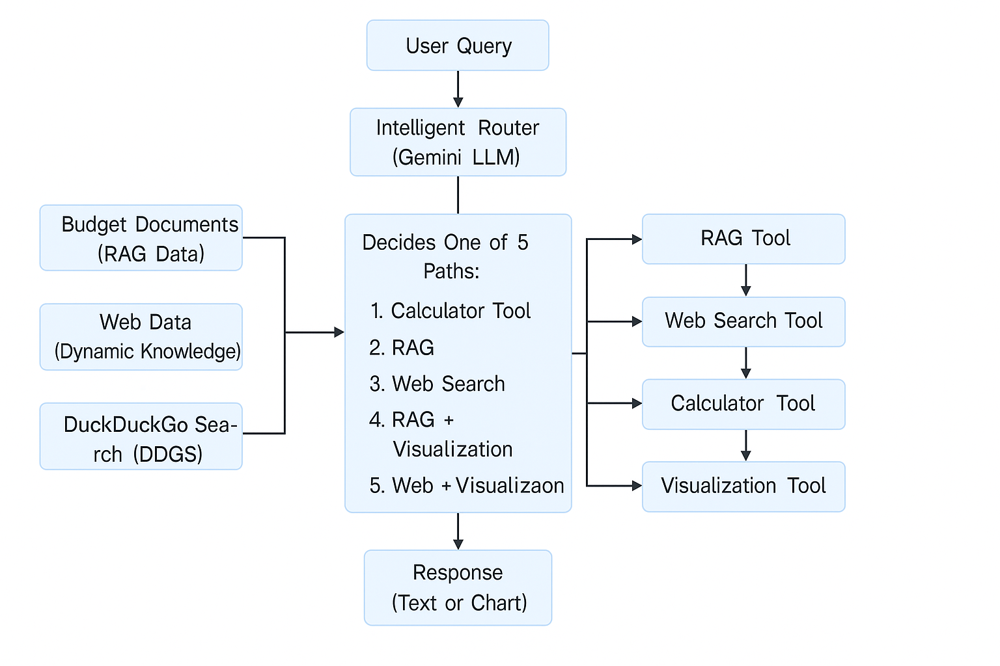 User Query
Intelligent Router
(Gemini LLM)
Budget Documents
(RAG Data)
Web Data
(Dynamic Knowledge)
DuckDuckGo Sea-
rch (DDGS)
Decides One of 5
Paths:
1. Calculator Tool
2. RAG
3. Web Search
4. RAG +
Visualization
5. Web + Visualizaon
RAG Tool
Web Search Tool
Calculator Tool
Visualization Tool
Response
(Text or Chart)